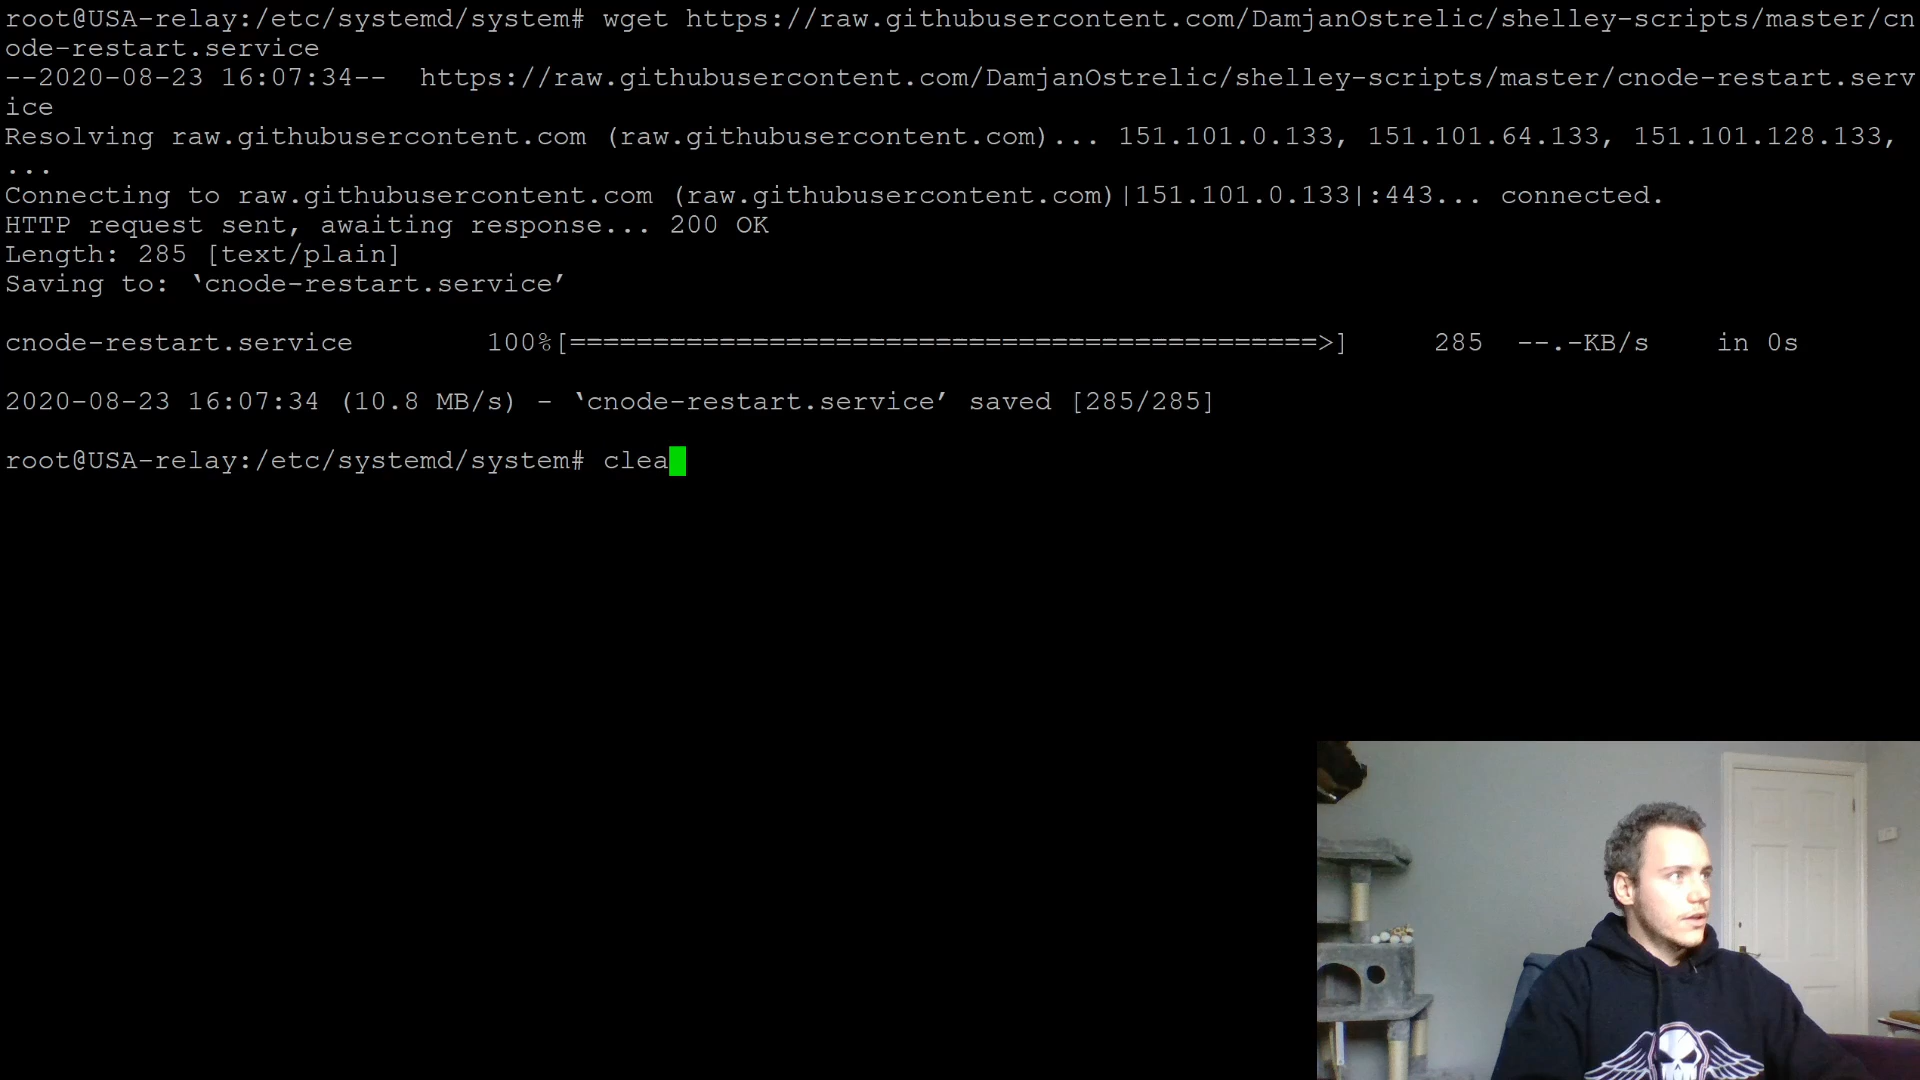 root@USA-relay:/etc/systemd/system# wget https://raw.githubusercontent.com/DamjanOstrelic/shelley-scripts/master/cn
ode-restart.service
--2020-08-23 16:07:34--  https://raw.githubusercontent.com/DamjanOstrelic/shelley-scripts/master/cnode-restart.serv
ice
Resolving raw.githubusercontent.com (raw.githubusercontent.com)... 151.101.0.133, 151.101.64.133, 151.101.128.133,
...
Connecting to raw.githubusercontent.com (raw.githubusercontent.com)|151.101.0.133|:443... connected.
HTTP request sent, awaiting response... 200 OK
Length: 285 [text/plain]
Saving to: ‘cnode-restart.service’
cnode-restart.service        100%[=============================================>]     285  --.-KB/s    in 0s
2020-08-23 16:07:34 (10.8 MB/s) - ‘cnode-restart.service’ saved [285/285]
root@USA-relay:/etc/systemd/system# clea